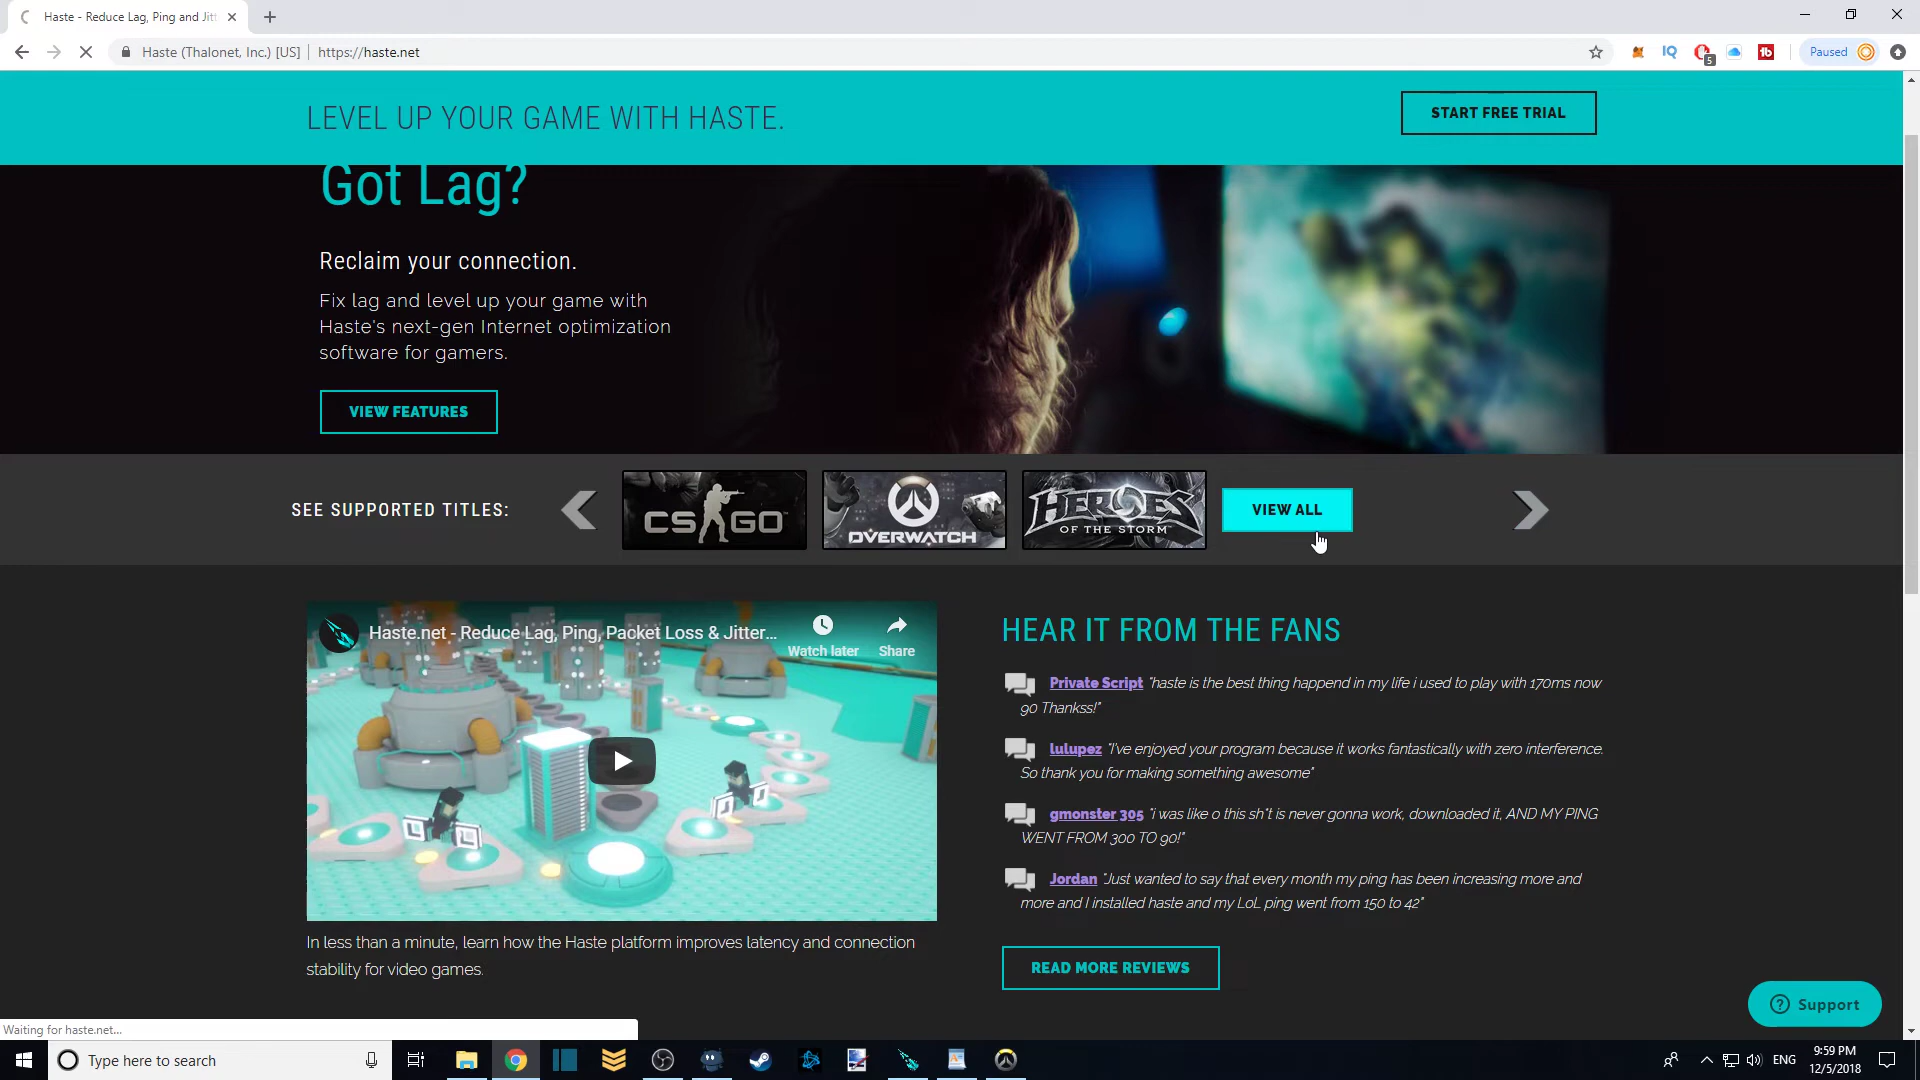 Haste - Reduce Lag, Ping and Jitt
Haste (Thalonet, Inc.) [US] | https://haste.net
IQ
5
Paused
LEVEL UP YOUR GAME WITH HASTE.
START FREE TRIAL
Got Lag?
Reclaim your connection.
Fix lag and level up your game with
Haste's next-gen Internet optimization
software for gamers.
VIEW FEATURES
SEE SUPPORTED TITLES:
CS GO
OVERWATCH
HEROES
OF THE STORM
VIEW ALL
Haste.net - Reduce Lag, Ping, Packet Loss & Jitter...
Watch later
Share
In less than a minute, learn how the Haste platform improves latency and connection
stability for video games.
HEAR IT FROM THE FANS
Private Script "haste is the best thing happend in my life i used to play with 170ms now
90 Thankss!"
lulupez "I've enjoyed your program because it works fantastically with zero interference.
So thank you for making something awesome"
gmonster 305 "i was like o this sh*t is never gonna work, downloaded it, AND MY PING
WENT FROM 300 TO 90!"
Jordan "Just wanted to say that every month my ping has been increasing more and
more and I installed haste and my LoL ping went from 150 to 42"
READ MORE REVIEWS
Support
Waiting for haste.net...
Type here to search
ENG
9:59 PM
12/5/2018